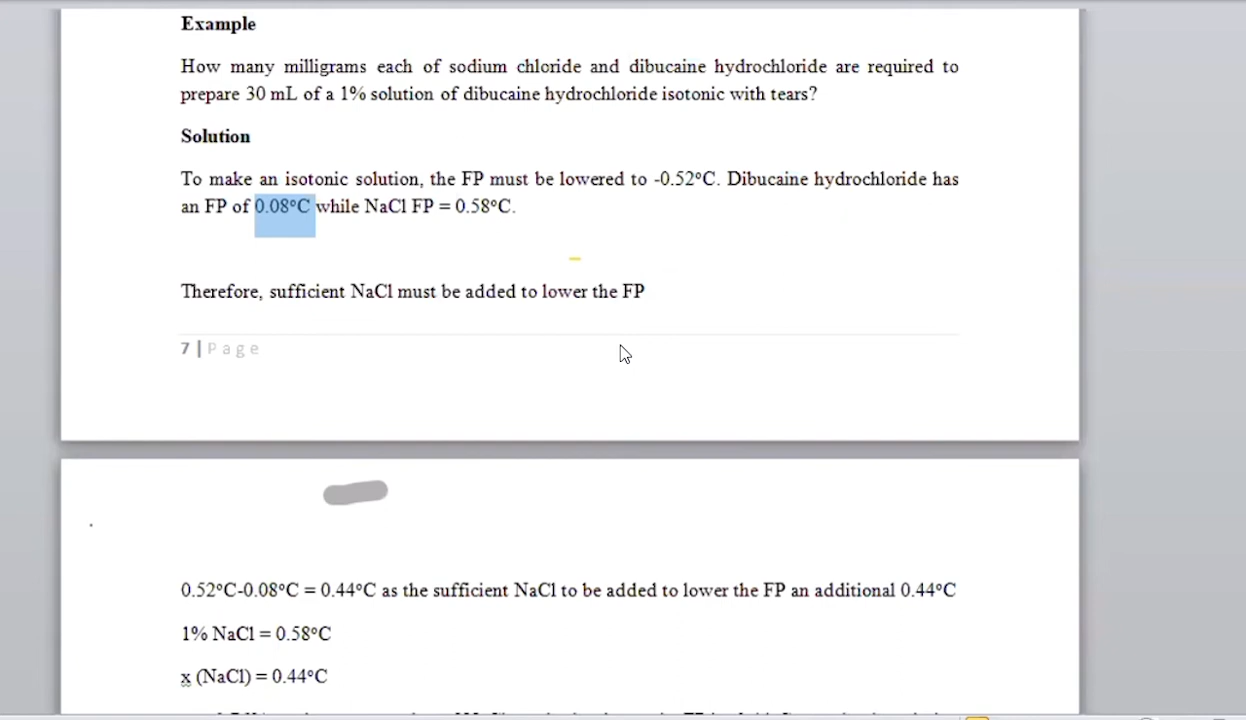 Example
How many milligrams each of sodium chloride and dibucaine hydrochloride are required to
prepare 30 mL of a 1% solution of dibucaine hydrochloride isotonic with tears?
Solution
To make an isotonic solution, the FP must be lowered to -0.52°C. Dibucaine hydrochloride has
an FP of 0.08°C while NaCl FP = 0.58°C.
Therefore, sufficient NaCl must be added to lower the FP
7 | Page
0.52°C-0.08°C = 0.44°C as the sufficient NaCl to be added to lower the FP an additional 0.44°C
1% NaCl = 0.58°C
x (NaCl) = 0.44°C